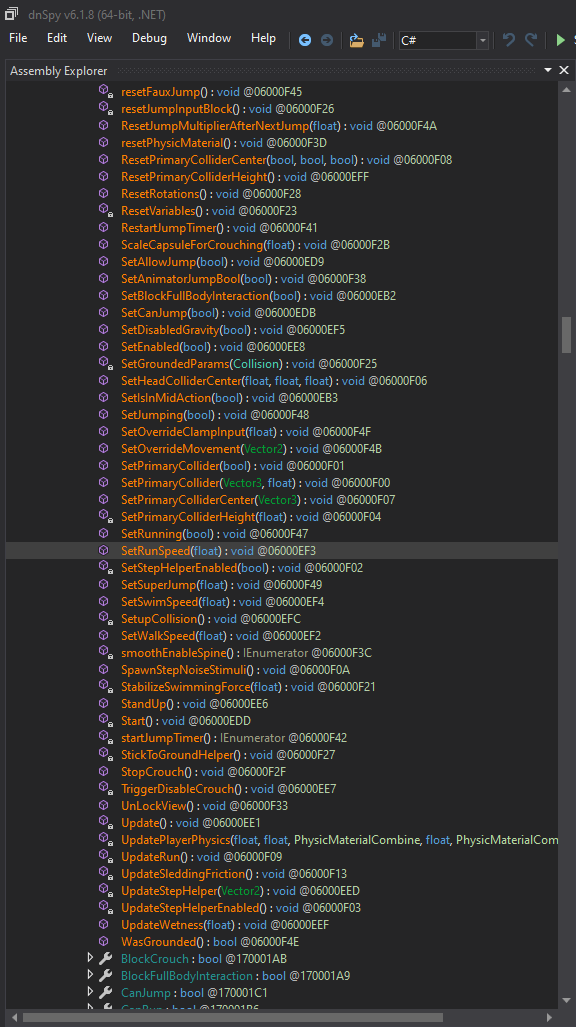 dnSpy v6.1.8 (64-bit, .NET)
File Edit View Debug Window Help C#
Assembly Explorer
resetFauxJump() : void @06000F45
resetJumpInputBlock() : void @06000F26
ResetJumpMultiplierAfterNextJump(float) : void @06000F4A
resetPhysicMaterial() : void @06000F3D
ResetPrimaryColliderCenter(bool, bool, bool) : void @06000F08
ResetPrimaryColliderHeight() : void @06000EFF
ResetRotations() : void @06000F28
ResetVariables() : void @06000F23
RestartJumpTimer() : void @06000F41
ScaleCapsuleForCrouching(float) : void @06000F2B
SetAllowJump(bool) : void @06000ED9
SetAnimatorJumpBool(bool) : void @06000F38
SetBlockFullBodyInteraction(bool) : void @06000EB2
SetCanJump(bool) : void @06000EDB
SetDisabledGravity(bool) : void @06000EF5
SetEnabled(bool) : void @06000EE8
SetGroundedParams(Collision) : void @06000F25
SetHeadColliderCenter(float, float, float) : void @06000F06
SetIsInMidAction(bool) : void @06000EB3
SetJumping(bool) : void @06000F48
SetOverrideClampInput(float) : void @06000F4F
SetOverrideMovement(Vector2) : void @06000F4B
SetPrimaryCollider(bool) : void @06000F01
SetPrimaryCollider(Vector3, float) : void @06000F00
SetPrimaryColliderCenter(Vector3) : void @06000F07
SetPrimaryColliderHeight(float) : void @06000F04
SetRunning(bool) : void @06000F47
SetRunSpeed(float) : void @06000EF3
SetStepHelperEnabled(bool) : void @06000F02
SetSuperJump(float) : void @06000F49
SetSwimSpeed(float) : void @06000EF4
SetupCollision() : void @06000EFC
SetWalkSpeed(float) : void @06000EF2
smoothEnableSpine() : IEnumerator @06000F3C
SpawnStepNoiseStimuli() : void @06000F0A
StabilizeSwimmingForce(float) : void @06000F21
StandUp() : void @06000EE6
Start() : void @06000EDD
startJumpTimer() : IEnumerator @06000F42
StickToGroundHelper() : void @06000F27
StopCrouch() : void @06000F2F
TriggerDisableCrouch() : void @06000EE7
UnLockView() : void @06000F33
Update() : void @06000EE1
UpdatePlayerPhysics(float, float, PhysicMaterialCombine, float, PhysicMaterialCom
UpdateRun() : void @06000F09
UpdateSleddingFriction() : void @06000F13
UpdateStepHelper(Vector2) : void @06000EED
UpdateStepHelperEnabled() : void @06000F03
UpdateWetness(float) : void @06000EEF
WasGrounded() : bool @06000F4E
BlockCrouch : bool @170001AB
BlockFullBodyInteraction : bool @170001A9
CanJump : bool @170001C1